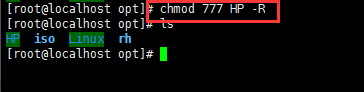 [root@localhost opt]# chmod 777 HP -R
[root@localhost opt]# ls
HP iso Linux rh
[root@localhost opt]#